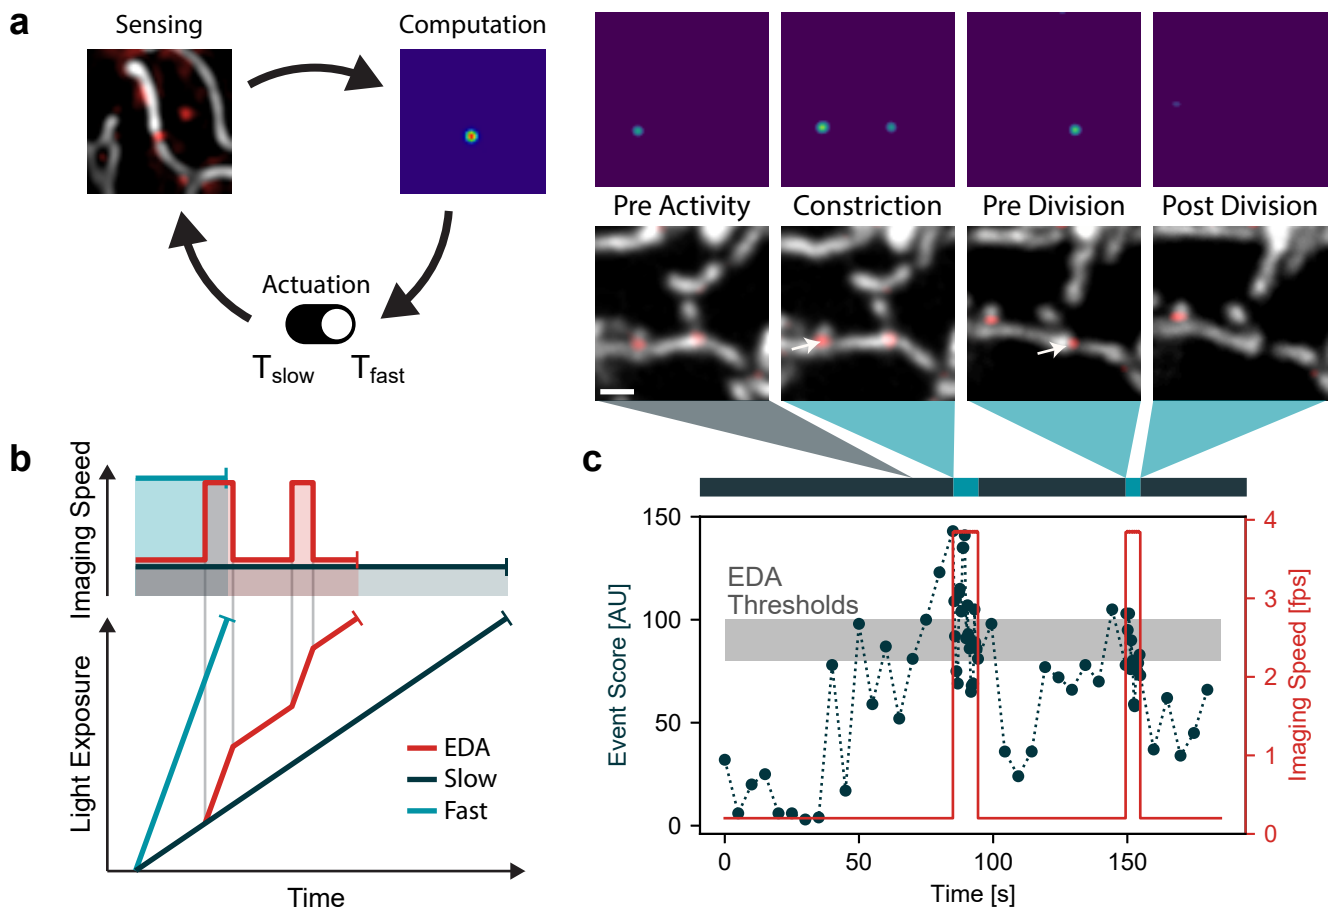 a
Sensing
Computation
Actuation
T_slow T_fast
Pre Activity
Constriction
Pre Division
Post Division
b
Imaging Speed
Light Exposure
EDA
Slow
Fast
Time
c
EDA
Thresholds
Event Score [AU]
150
100
50
0
Imaging Speed [fps]
4
3
2
1
0
0
50
100
150
Time [s]